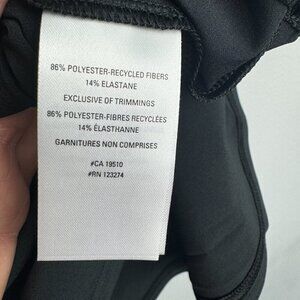 86% POLYESTER-RECYCLED FIBERS
14% ELASTANE
EXCLUSIVE OF TRIMMINGS
86% POLYESTER-FIBRES RECYCLÉES
14% ÉLASTHANNE
GARNITURES NON COMPRISES
#CA 19510
#RN 123274